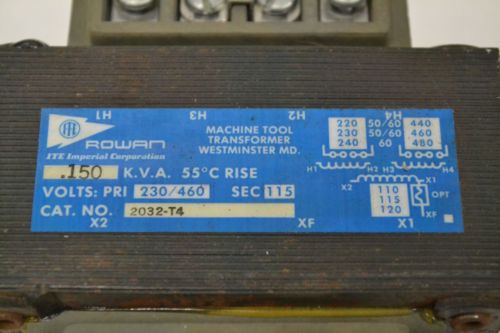 H1 H3 H2 H4
ITE
ROWAN
ITE Imperial Corporation
MACHINE TOOL
TRANSFORMER
WESTMINSTER MD.
220 50/60 440
230 50/60 460
240 60 480
H1 H2 H3 H4
.150 K.V.A. 55°C RISE
VOLTS: PRI 230/460 SEC 115
CAT. NO. 2032-T4
X2 X1
110
115
120
OPT
XF
X2 XF X1